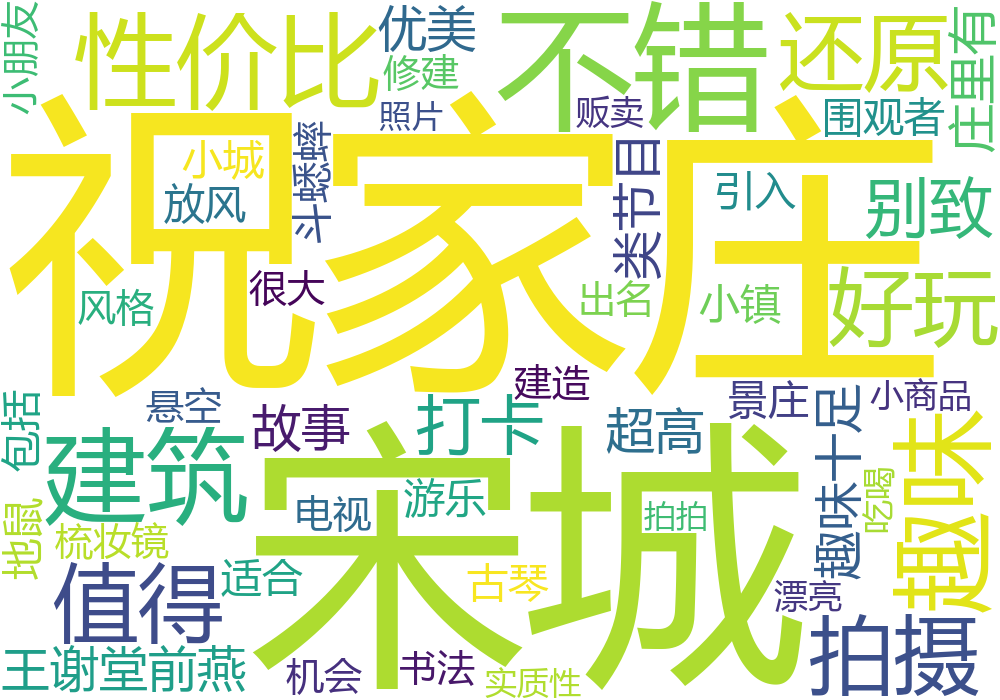 小朋友
性价比
优美
修建
照片
不错
贩卖
还原
围观者
庄里有
祝家庄
小城
放风
斗蟋蟀
类节目
引入
别致
风格
很大
出名
小镇
好玩
包括
悬空
建造
景庄
小商品
建筑
故事
打卡
超高
趣味十足
趣味
宋城
地鼠
梳妆镜
电视
游乐
拍拍
吃喝
值得
适合
古琴
漂亮
拍摄
王谢堂前燕
机会
书法
实质性